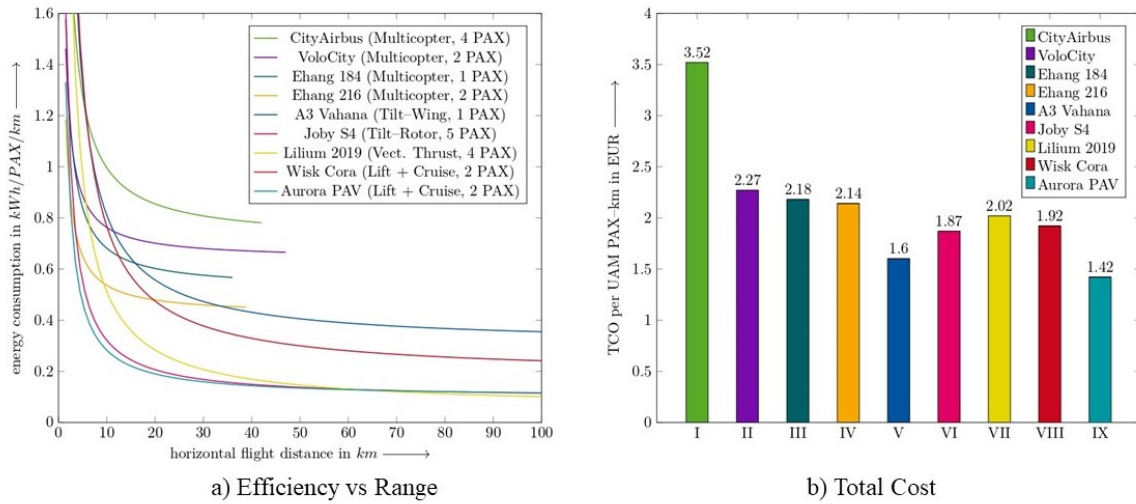 energy consumption in kWh/PAX/km
1.6
1.4
1.2
1
0.8
0.6
0.4
0.2
0
CityAirbus (Multicopter, 4 PAX)
VoloCity (Multicopter, 2 PAX)
Ehang 184 (Multicopter, 1 PAX)
Ehang 216 (Multicopter, 2 PAX)
A3 Vahana (Tilt–Wing, 1 PAX)
Joby S4 (Tilt–Rotor, 5 PAX)
Lilium 2019 (Vect. Thrust, 4 PAX)
Wisk Cora (Lift + Cruise, 2 PAX)
Aurora PAV (Lift + Cruise, 2 PAX)
0 10 20 30 40 50 60 70 80 90 100
horizontal flight distance in km
a) Efficiency vs Range
TCO per UAM PAX–km in EUR
4
3.5
3
2.5
2
1.5
1
0.5
0
CityAirbus
VoloCity
Ehang 184
Ehang 216
A3 Vahana
Joby S4
Lilium 2019
Wisk Cora
Aurora PAV
3.52
2.27
2.18
2.14
1.6
1.87
2.02
1.92
1.42
I II III IV V VI VII VIII IX
b) Total Cost